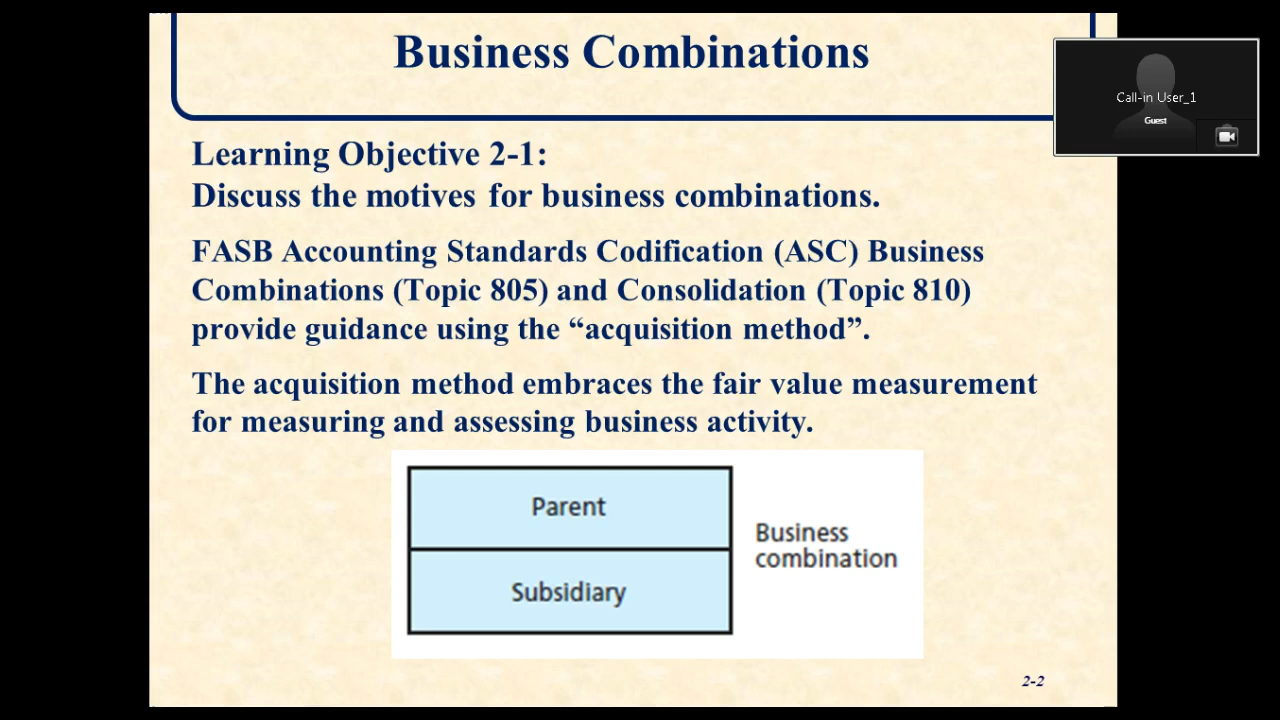 Business Combinations
Call-in User_1
Guest
Learning Objective 2-1:
Discuss the motives for business combinations.
FASB Accounting Standards Codification (ASC) Business
Combinations (Topic 805) and Consolidation (Topic 810)
provide guidance using the “acquisition method”.
The acquisition method embraces the fair value measurement
for measuring and assessing business activity.
Parent
Business
combination
Subsidiary
2-2